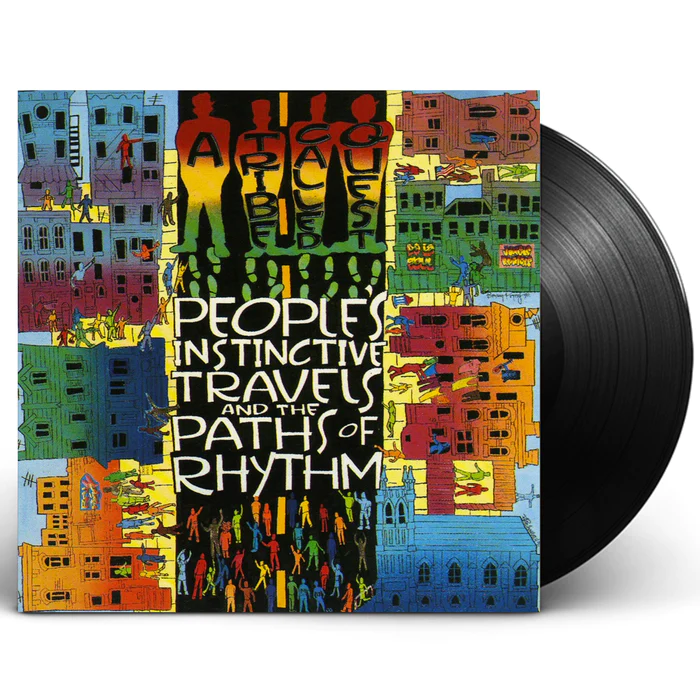 A TRIBE CALLED QUEST
PEOPLE'S
INSTINCTIVE
TRAVELS
AND THE
PATHS OF
RHYTHM